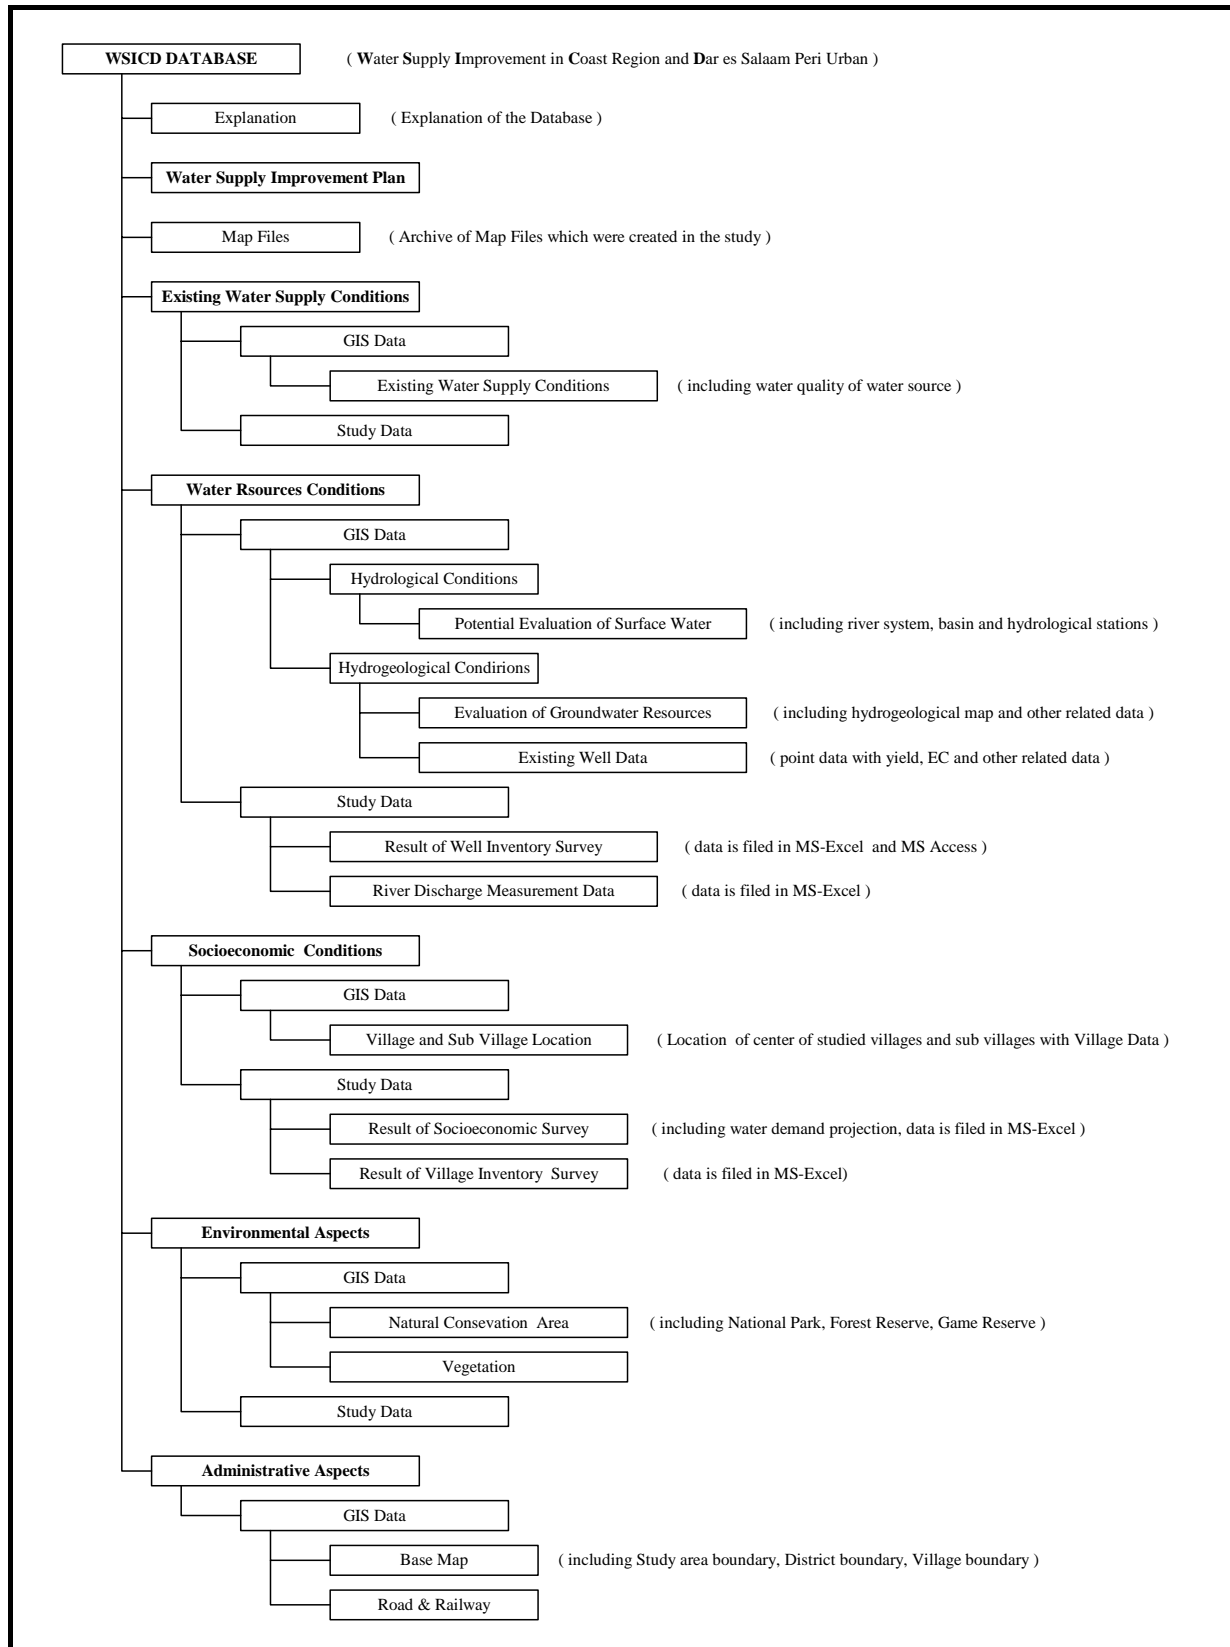 WSICD DATABASE ( Water Supply Improvement in Coast Region and Dar es Salaam Peri Urban )
Explanation ( Explanation of the Database )
Water Supply Improvement Plan
Map Files ( Archive of Map Files which were created in the study )
Existing Water Supply Conditions
GIS Data
Existing Water Supply Conditions ( including water quality of water source )
Study Data
Water Rsources Conditions
GIS Data
Hydrological Conditions
Potential Evaluation of Surface Water ( including river system, basin and hydrological stations )
Hydrogeological Condirions
Evaluation of Groundwater Resources ( including hydrogeological map and other related data )
Existing Well Data ( point data with yield, EC and other related data )
Study Data
Result of Well Inventory Survey ( data is filed in MS-Excel and MS Access )
River Discharge Measurement Data ( data is filed in MS-Excel )
Socioeconomic Conditions
GIS Data
Village and Sub Village Location ( Location of center of studied villages and sub villages with Village Data )
Study Data
Result of Socioeconomic Survey ( including water demand projection, data is filed in MS-Excel )
Result of Village Inventory Survey ( data is filed in MS-Excel)
Environmental Aspects
GIS Data
Natural Consevation Area ( including National Park, Forest Reserve, Game Reserve )
Vegetation
Study Data
Administrative Aspects
GIS Data
Base Map ( including Study area boundary, District boundary, Village boundary )
Road & Railway